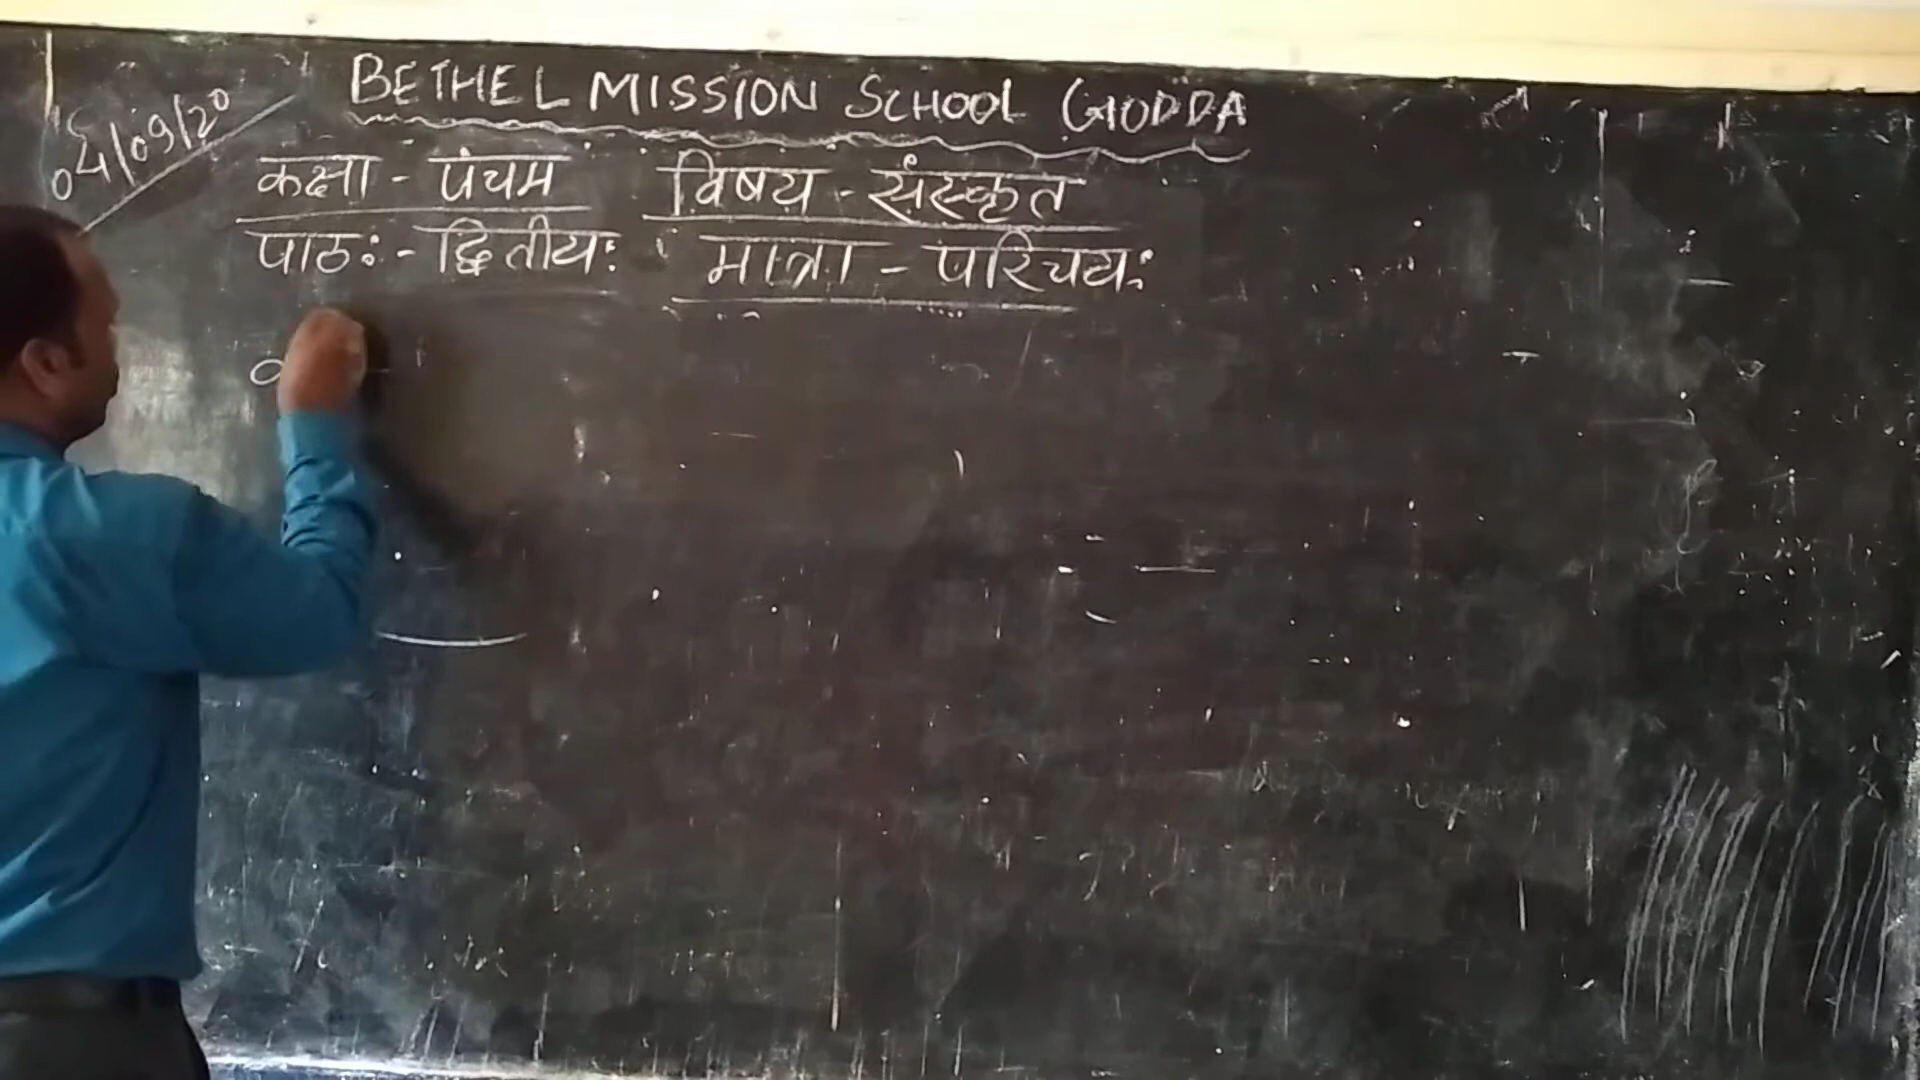 BETHEL MISSION SCHOOL GODDA
04/09/20
कक्षा - पंचम विषय - संस्कृत
पाठः - द्वितीयः मात्रा - परिचयः